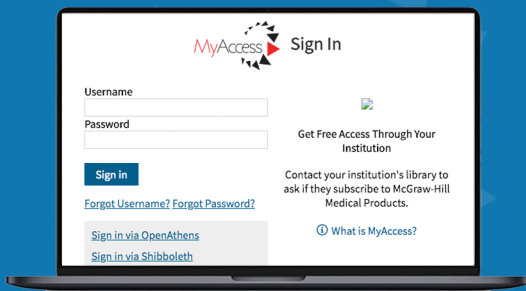 MyAccess Sign In
Username
Password
Sign in
Forgot Username? Forgot Password?
Sign in via OpenAthens
Sign in via Shibboleth
Get Free Access Through Your
Institution
Contact your institution's library to
ask if they subscribe to McGraw-Hill
Medical Products.
What is MyAccess?